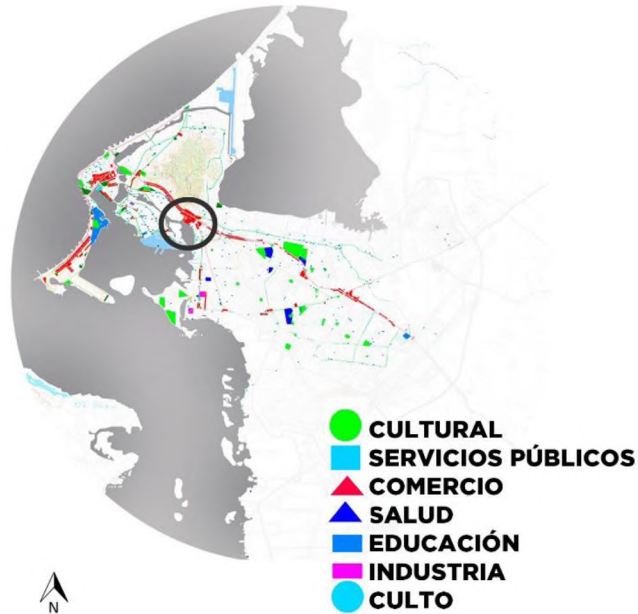 CULTURAL
SERVICIOS PÚBLICOS
COMERCIO
SALUD
EDUCACIÓN
INDUSTRIA
CULTO
N